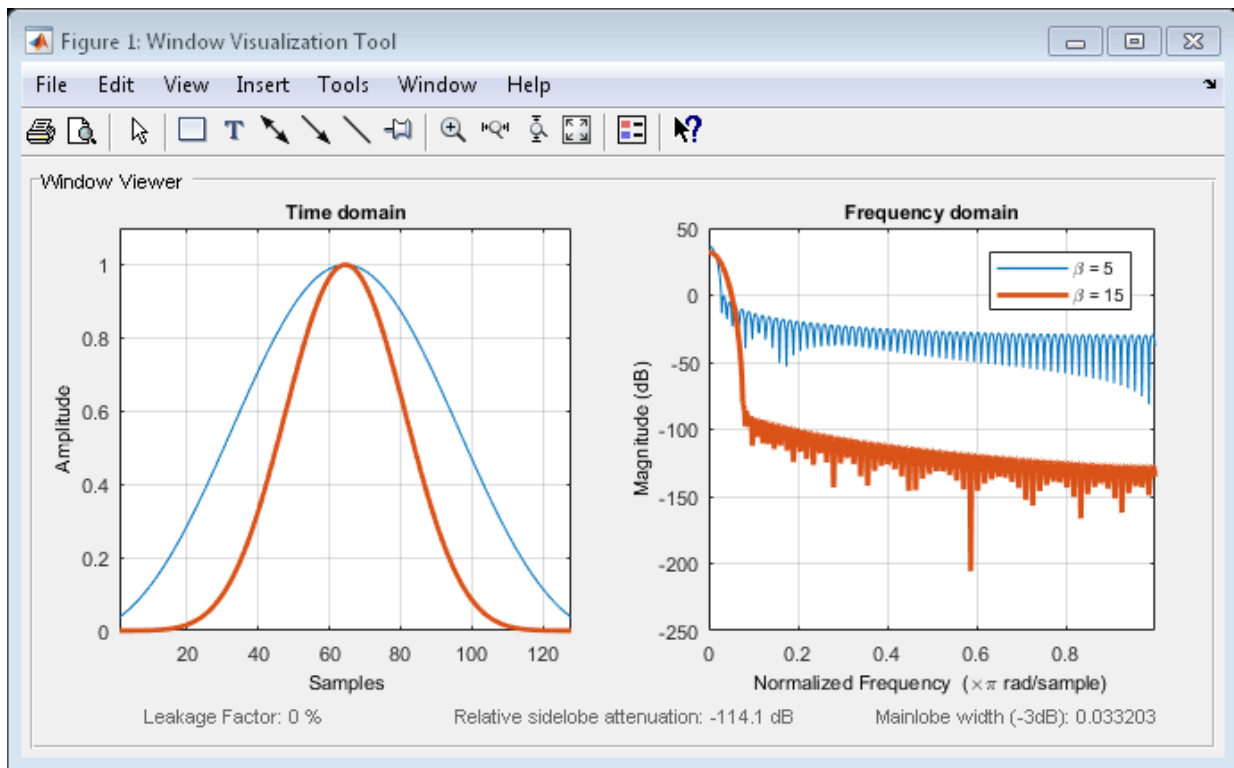 Figure 1: Window Visualization Tool
File Edit View Insert Tools Window Help
T
Window Viewer
Time domain
1
0.8
0.6
0.4
0.2
0
Amplitude
20 40 60 80 100 120
Samples
Frequency domain
50
0
-50
-100
-150
-200
-250
Magnitude (dB)
β = 5
β = 15
0 0.2 0.4 0.6 0.8
Normalized Frequency (×π rad/sample)
Leakage Factor: 0 % Relative sidelobe attenuation: -114.1 dB Mainlobe width (-3dB): 0.033203